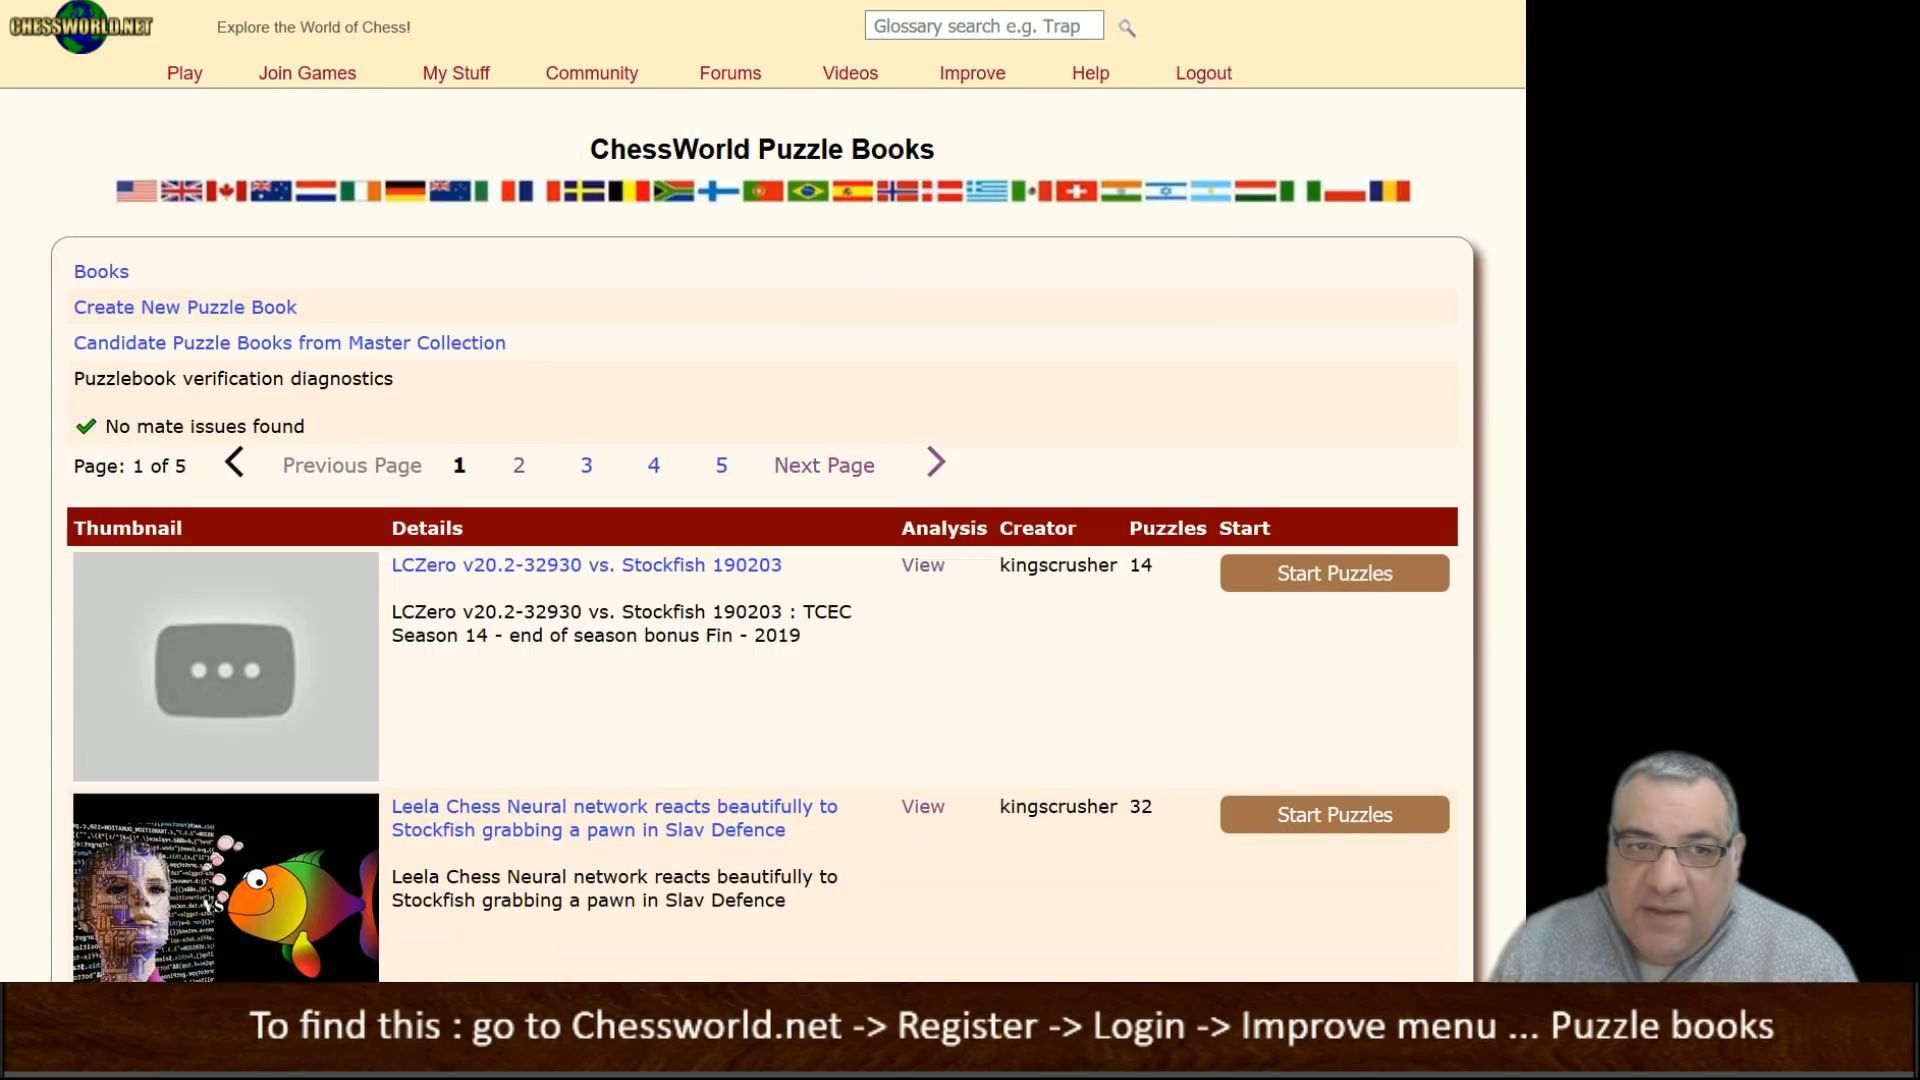 CHESSWORLD.NET
Explore the World of Chess!
Glossary search e.g. Trap
Play Join Games My Stuff Community Forums Videos Improve Help Logout
ChessWorld Puzzle Books
Books
Create New Puzzle Book
Candidate Puzzle Books from Master Collection
Puzzlebook verification diagnostics
No mate issues found
Page: 1 of 5 Previous Page 1 2 3 4 5 Next Page
Thumbnail Details Analysis Creator Puzzles Start
LCZero v20.2-32930 vs. Stockfish 190203 View kingscrusher 14 Start Puzzles
LCZero v20.2-32930 vs. Stockfish 190203 : TCEC
Season 14 - end of season bonus Fin - 2019
Leela Chess Neural network reacts beautifully to View kingscrusher 32 Start Puzzles
Stockfish grabbing a pawn in Slav Defence
Leela Chess Neural network reacts beautifully to
Stockfish grabbing a pawn in Slav Defence
vs
To find this : go to Chessworld.net -> Register -> Login -> Improve menu ... Puzzle books